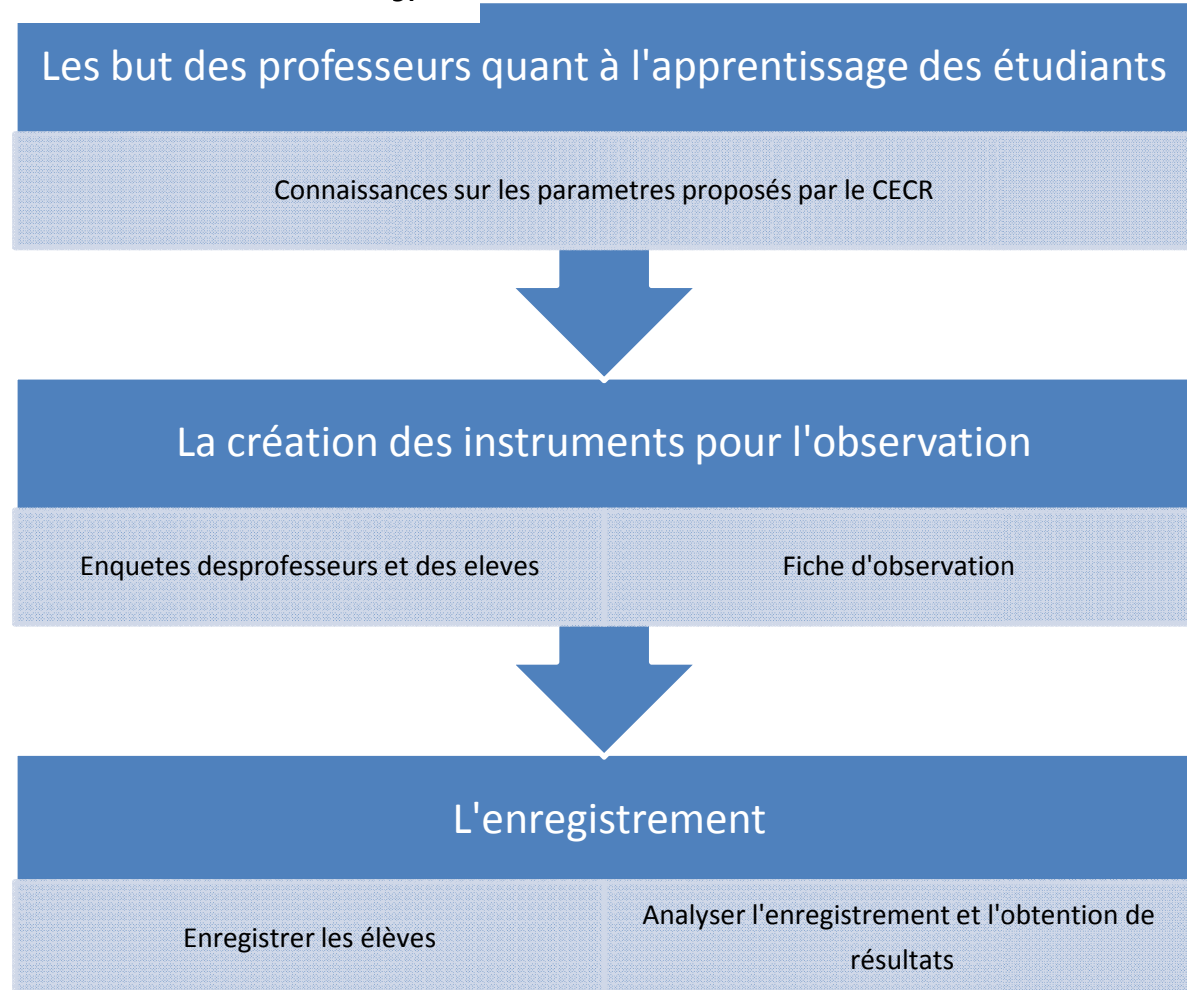 Les but des professeurs quant à l'apprentissage des étudiants
Connaissances sur les parametres proposés par le CECR
La création des instruments pour l'observation
Enquetes desprofesseurs et des eleves
Fiche d'observation
L'enregistrement
Enregistrer les élèves
Analyser l'enregistrement et l'obtention de
résultats